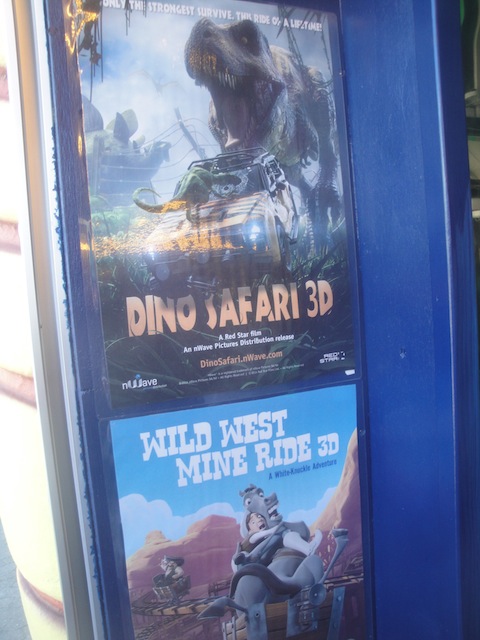 ONLY THE STRONGEST SURVIVE. THIS RIDE OF A LIFETIME!
DINO SAFARI 3D
A Red Star film
An nWave Pictures Distribution release
DinoSafari.nWave.com
nWave
RED STAR
WILD WEST
MINE RIDE 3D
A White-Knuckle Adventure